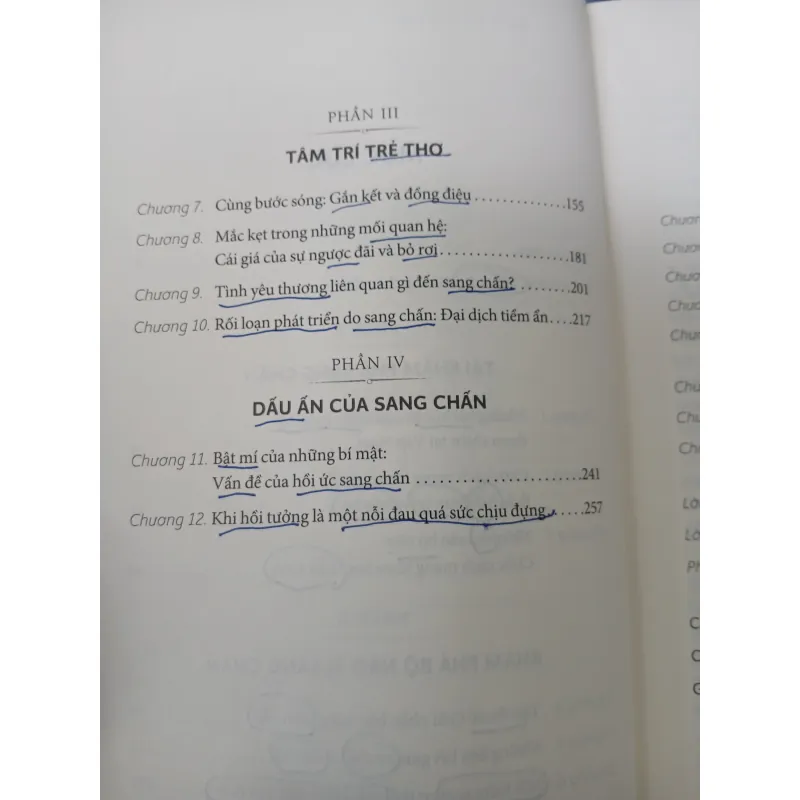 PHẦN III
TÂM TRÍ TRẺ THƠ
Chương 7. Cùng bước sóng: Gắn kết và đồng điệu.............155
Chương 8. Mắc kẹt trong những mối quan hệ:
Cái giá của sự ngược đãi và bỏ rơi...................181
Chương 9. Tình yêu thương liên quan gì đến sang chấn? ........201
Chương 10. Rối loạn phát triển do sang chấn: Đại dịch tiềm ẩn....217
PHẦN IV
DẤU ẤN CỦA SANG CHẤN
Chương 11. Bật mí của những bí mật:
Vấn đề của hồi ức sang chấn ........................241
Chương 12. Khi hồi tưởng là một nỗi đau quá sức chịu đựng......257